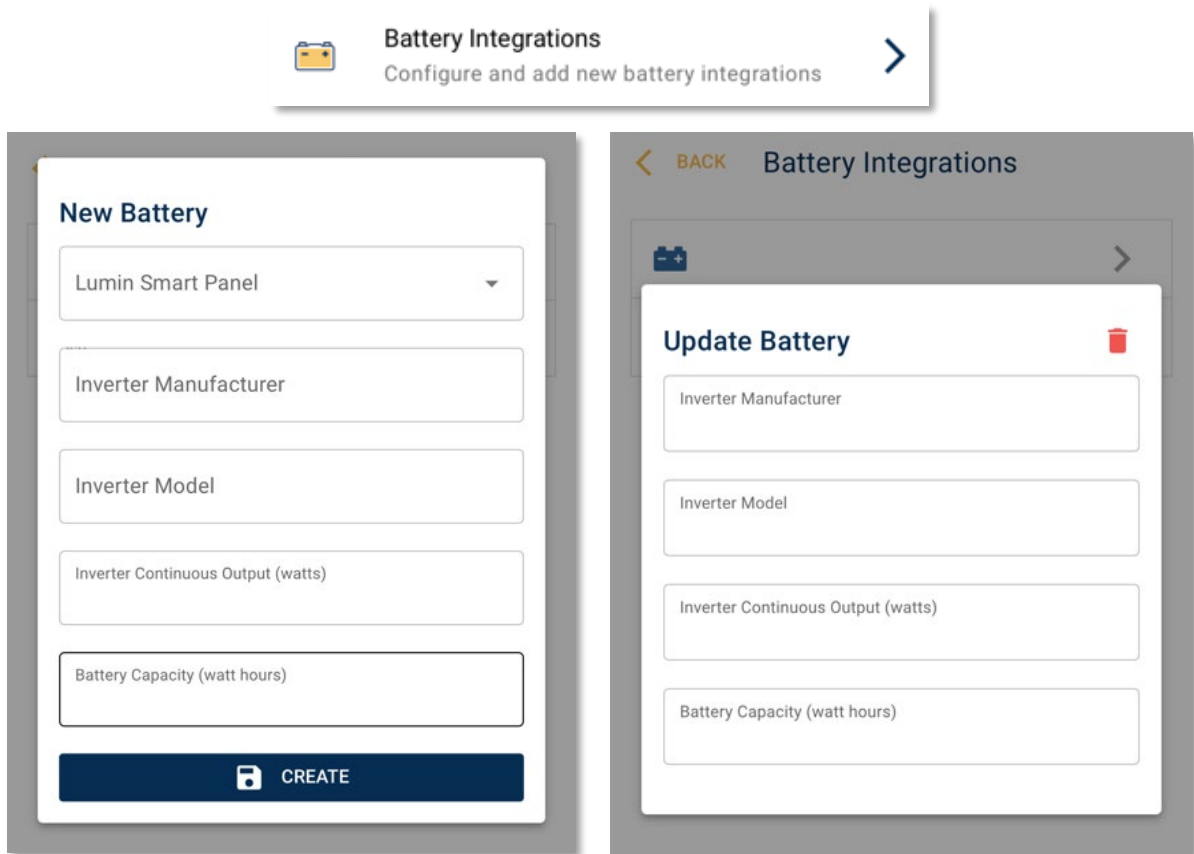 Battery Integrations
Configure and add new battery integrations
New Battery
Lumin Smart Panel
Inverter Manufacturer
Inverter Model
Inverter Continuous Output (watts)
Battery Capacity (watt hours)
CREATE
BACK Battery Integrations
Update Battery
Inverter Manufacturer
Inverter Model
Inverter Continuous Output (watts)
Battery Capacity (watt hours)